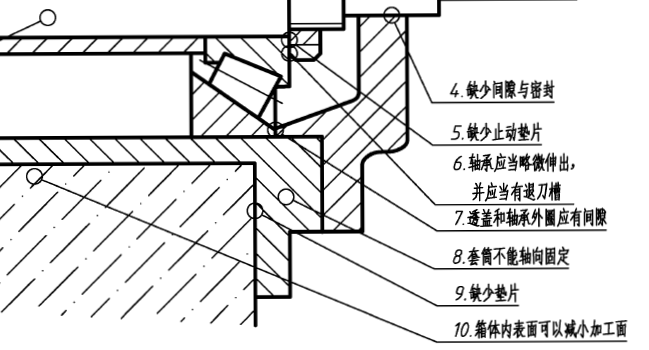 4.缺少间隙与密封
5.缺少止动垫片
6.轴承应当略微伸出,
并应当有退刀槽
7.透盖和轴承外圈应有间隙
8.套筒不能轴向固定
9.缺少垫片
10.箱体内表面可以减小加工面